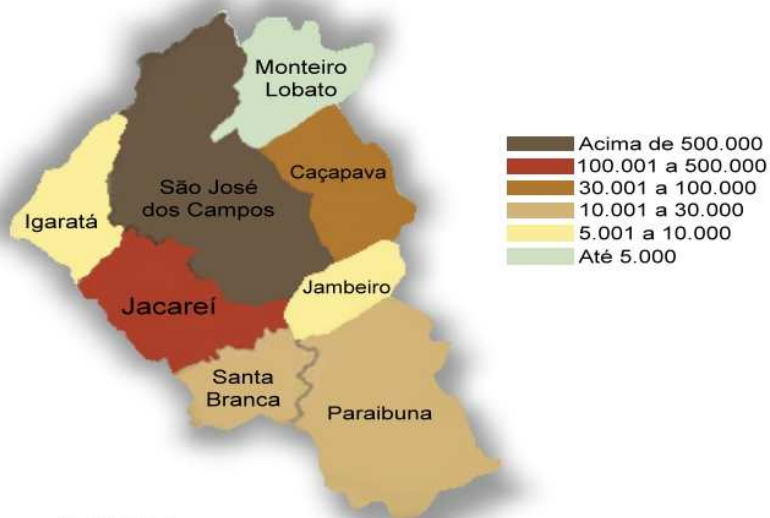 Monteiro
Lobato
Caçapava
São José
dos Campos
Igaratá
Jambeiro
Jacareí
Santa
Branca
Paraibuna
Acima de 500.000
100.001 a 500.000
30.001 a 100.000
10.001 a 30.000
5.001 a 10.000
Até 5.000